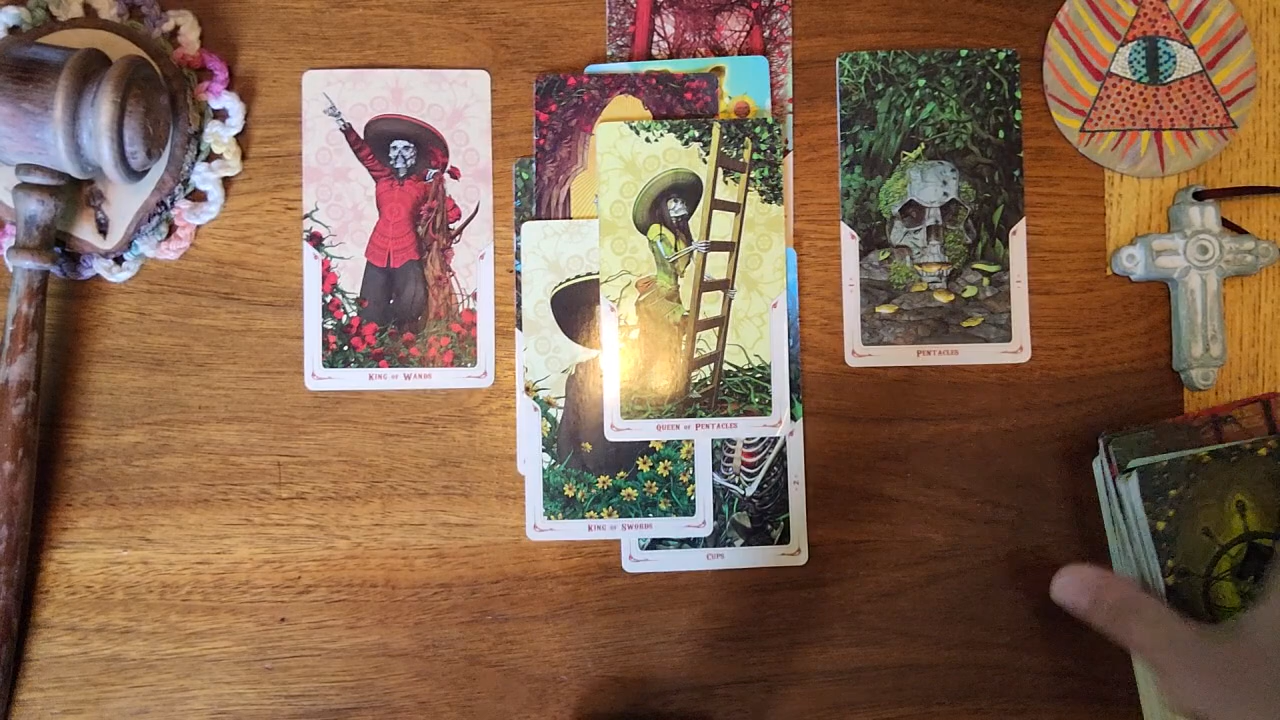 KING OF WANDS
PENTACLES
QUEEN OF PENTACLES
KING OF SWORDS
CUPS